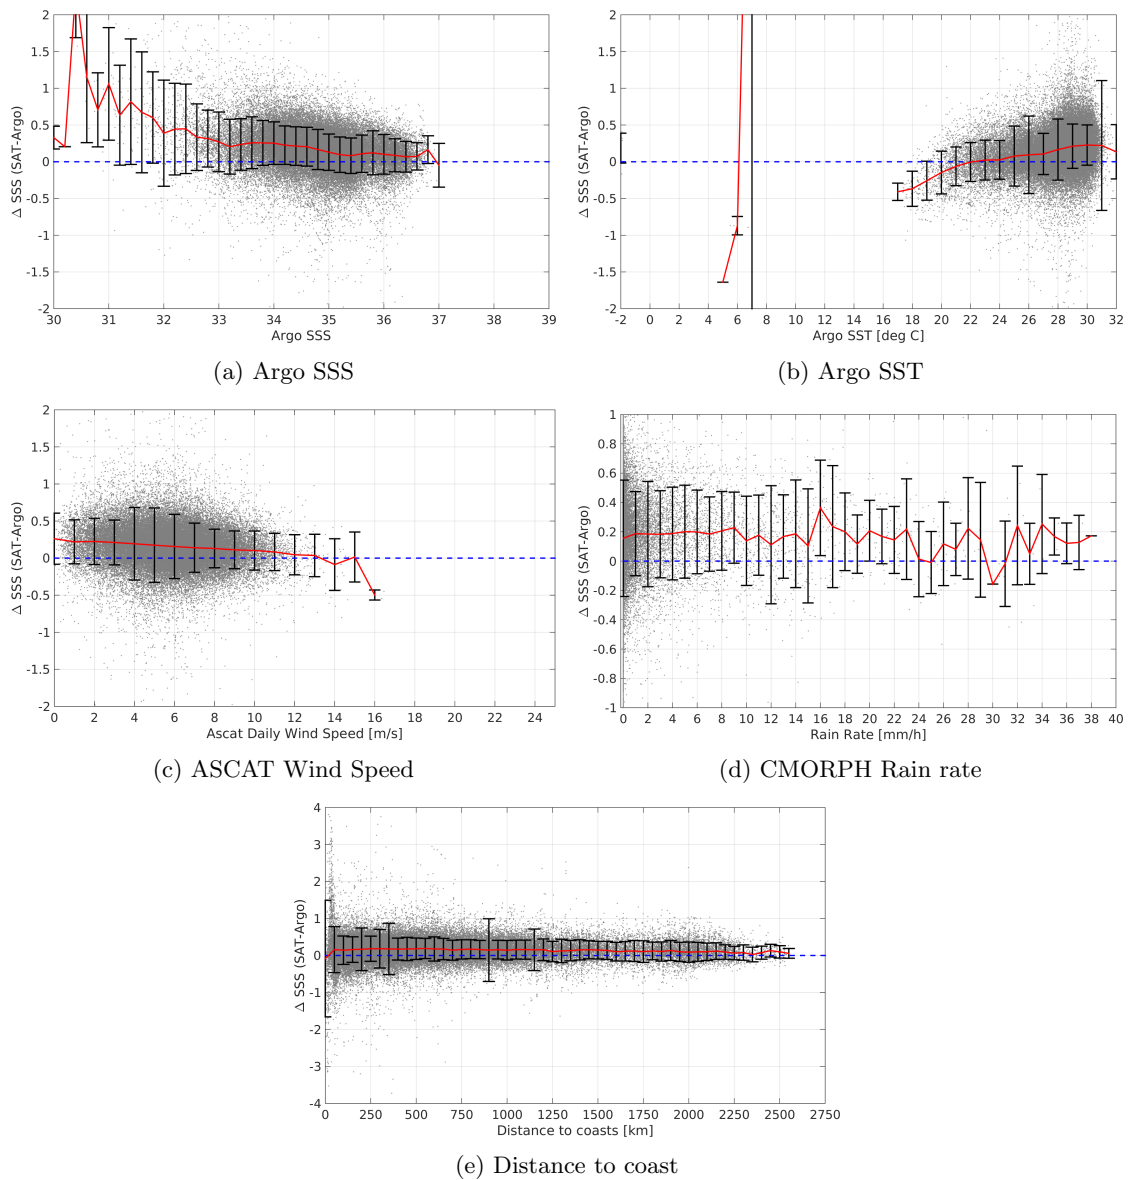 2
1.5
1
0.5
0
-0.5
-1
-1.5
-2
Δ SSS (SAT-Argo)
30 31 32 33 34 35 36 37 38 39
Argo SSS
(a) Argo SSS
2
1.5
1
0.5
0
-0.5
-1
-1.5
-2
Δ SSS (SAT-Argo)
-2 0 2 4 6 8 10 12 14 16 18 20 22 24 26 28 30 32
Argo SST [deg C]
(b) Argo SST
2
1.5
1
0.5
0
-0.5
-1
-1.5
-2
Δ SSS (SAT-Argo)
0 2 4 6 8 10 12 14 16 18 20 22 24
Ascat Daily Wind Speed [m/s]
(c) ASCAT Wind Speed
1
0.8
0.6
0.4
0.2
0
-0.2
-0.4
-0.6
-0.8
-1
Δ SSS (SAT-Argo)
0 2 4 6 8 10 12 14 16 18 20 22 24 26 28 30 32 34 36 38 40
Rain Rate [mm/h]
(d) CMORPH Rain rate
4
3
2
1
0
-1
-2
-3
-4
Δ SSS (SAT-Argo)
0 250 500 750 1000 1250 1500 1750 2000 2250 2500 2750
Distance to coasts [km]
(e) Distance to coast